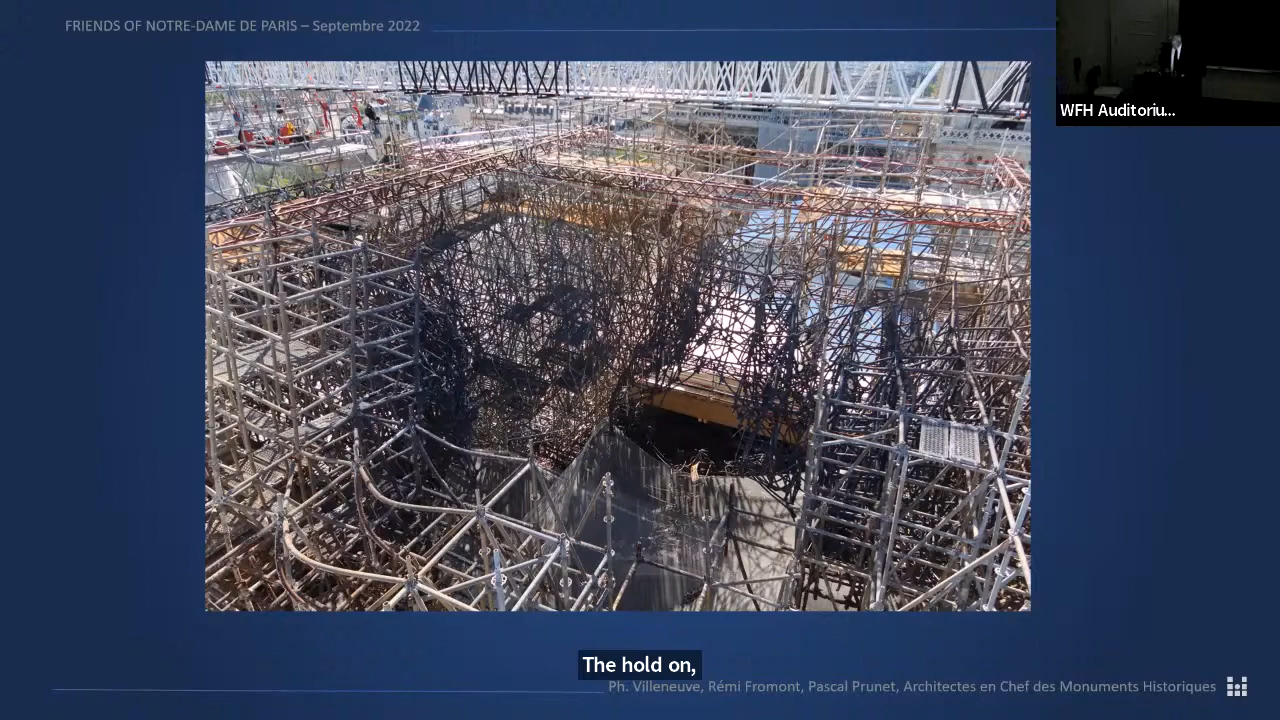 FRIENDS OF NOTRE-DAME DE PARIS – Septembre 2022
WFH Auditoriu...
The hold on,
Ph. Villeneuve, Rémi Fromont, Pascal Prunet, Architectes en Chef des Monuments Historiques